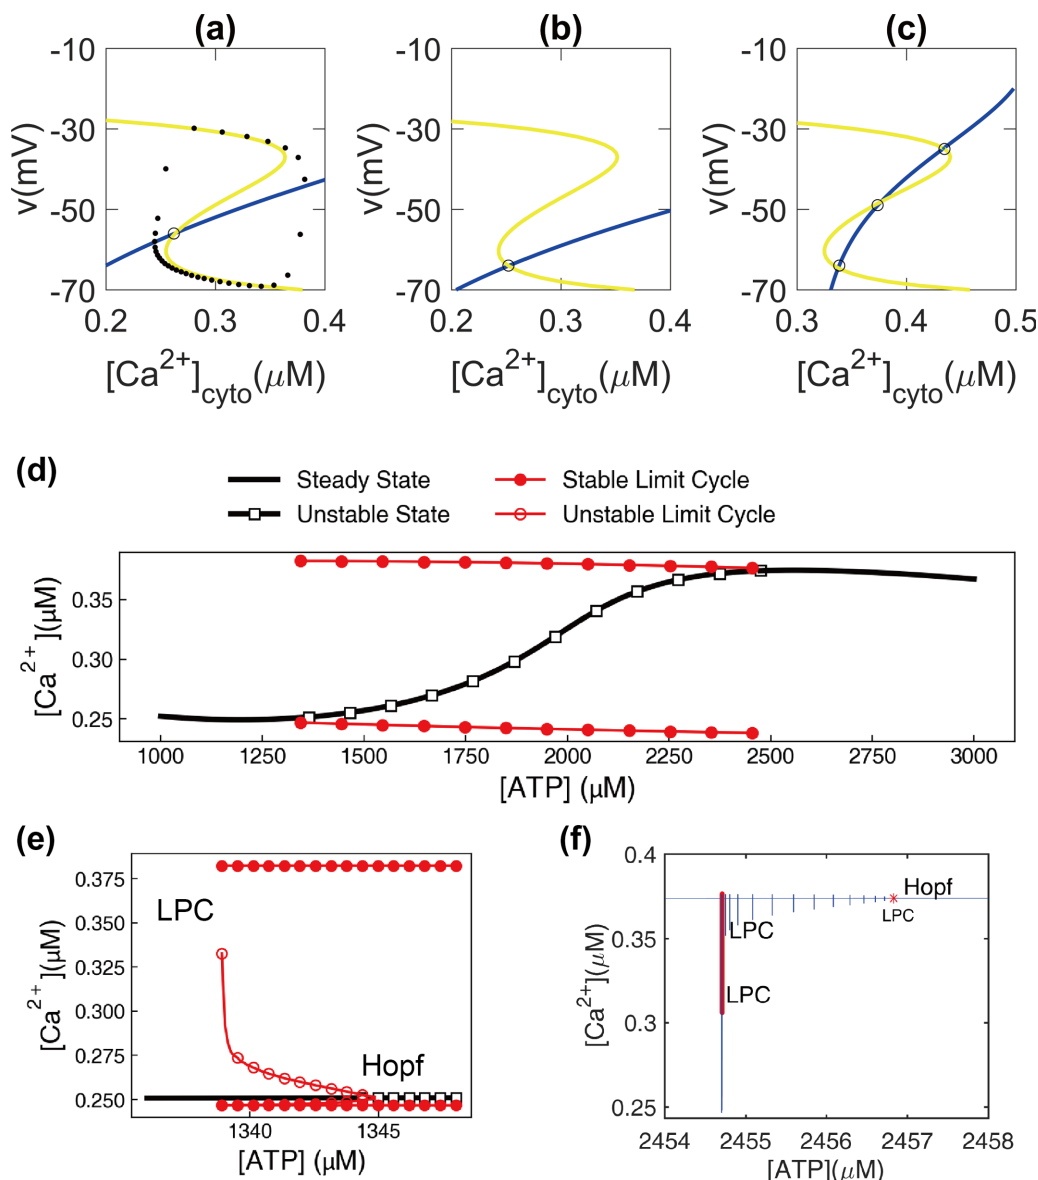 (a)
(b)
(c)
-10
-30
-50
-70
v(mV)
0.2
0.3
0.4
[Ca2+]cyto(μM)
-10
-30
-50
-70
v(mV)
0.2
0.3
0.4
[Ca2+]cyto(μM)
-10
-30
-50
-70
v(mV)
0.3
0.4
0.5
[Ca2+]cyto(μM)
(d)
Steady State
Unstable State
Stable Limit Cycle
Unstable Limit Cycle
0.35
0.30
0.25
[Ca2+](μM)
1000
1250
1500
1750
2000
2250
2500
2750
3000
[ATP] (μM)
(e)
0.375
0.350
0.325
0.300
0.275
0.250
[Ca2+](μM)
LPC
Hopf
1340
1345
[ATP] (μM)
(f)
0.4
0.35
0.3
0.25
[Ca2+](μM)
Hopf
LPC
LPC
LPC
2454
2455
2456
2457
2458
[ATP](μM)